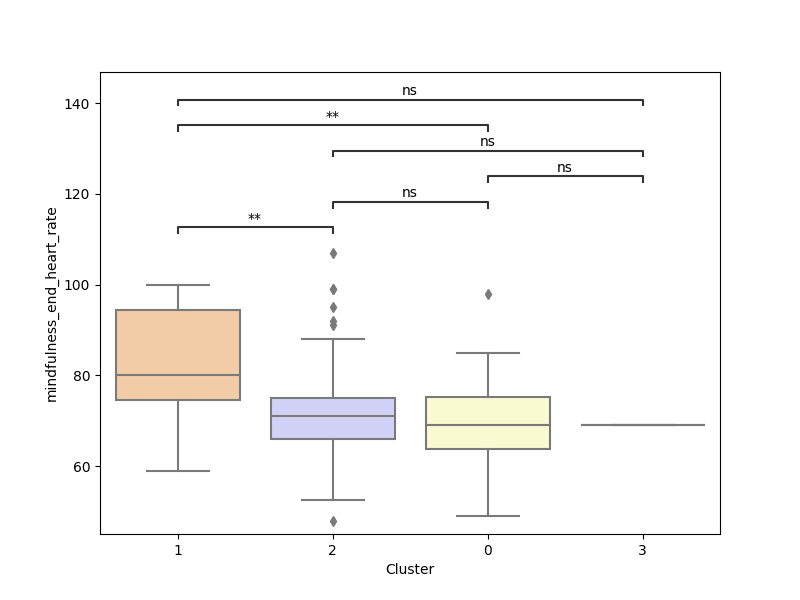 ns
**
ns
ns
ns
**
140
120
100
80
60
mindfulness_end_heart_rate
1 2 0 3
Cluster